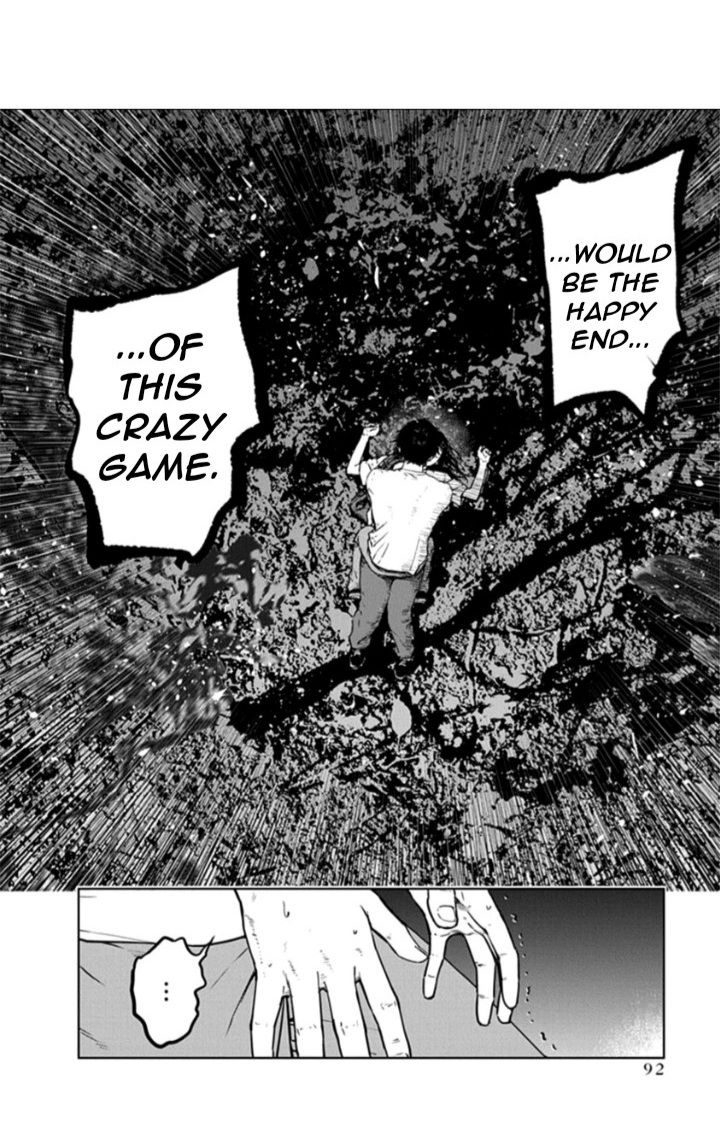 ...WOULD
BE THE
HAPPY
END...
...OF
THIS
CRAZY
GAME.
...
92